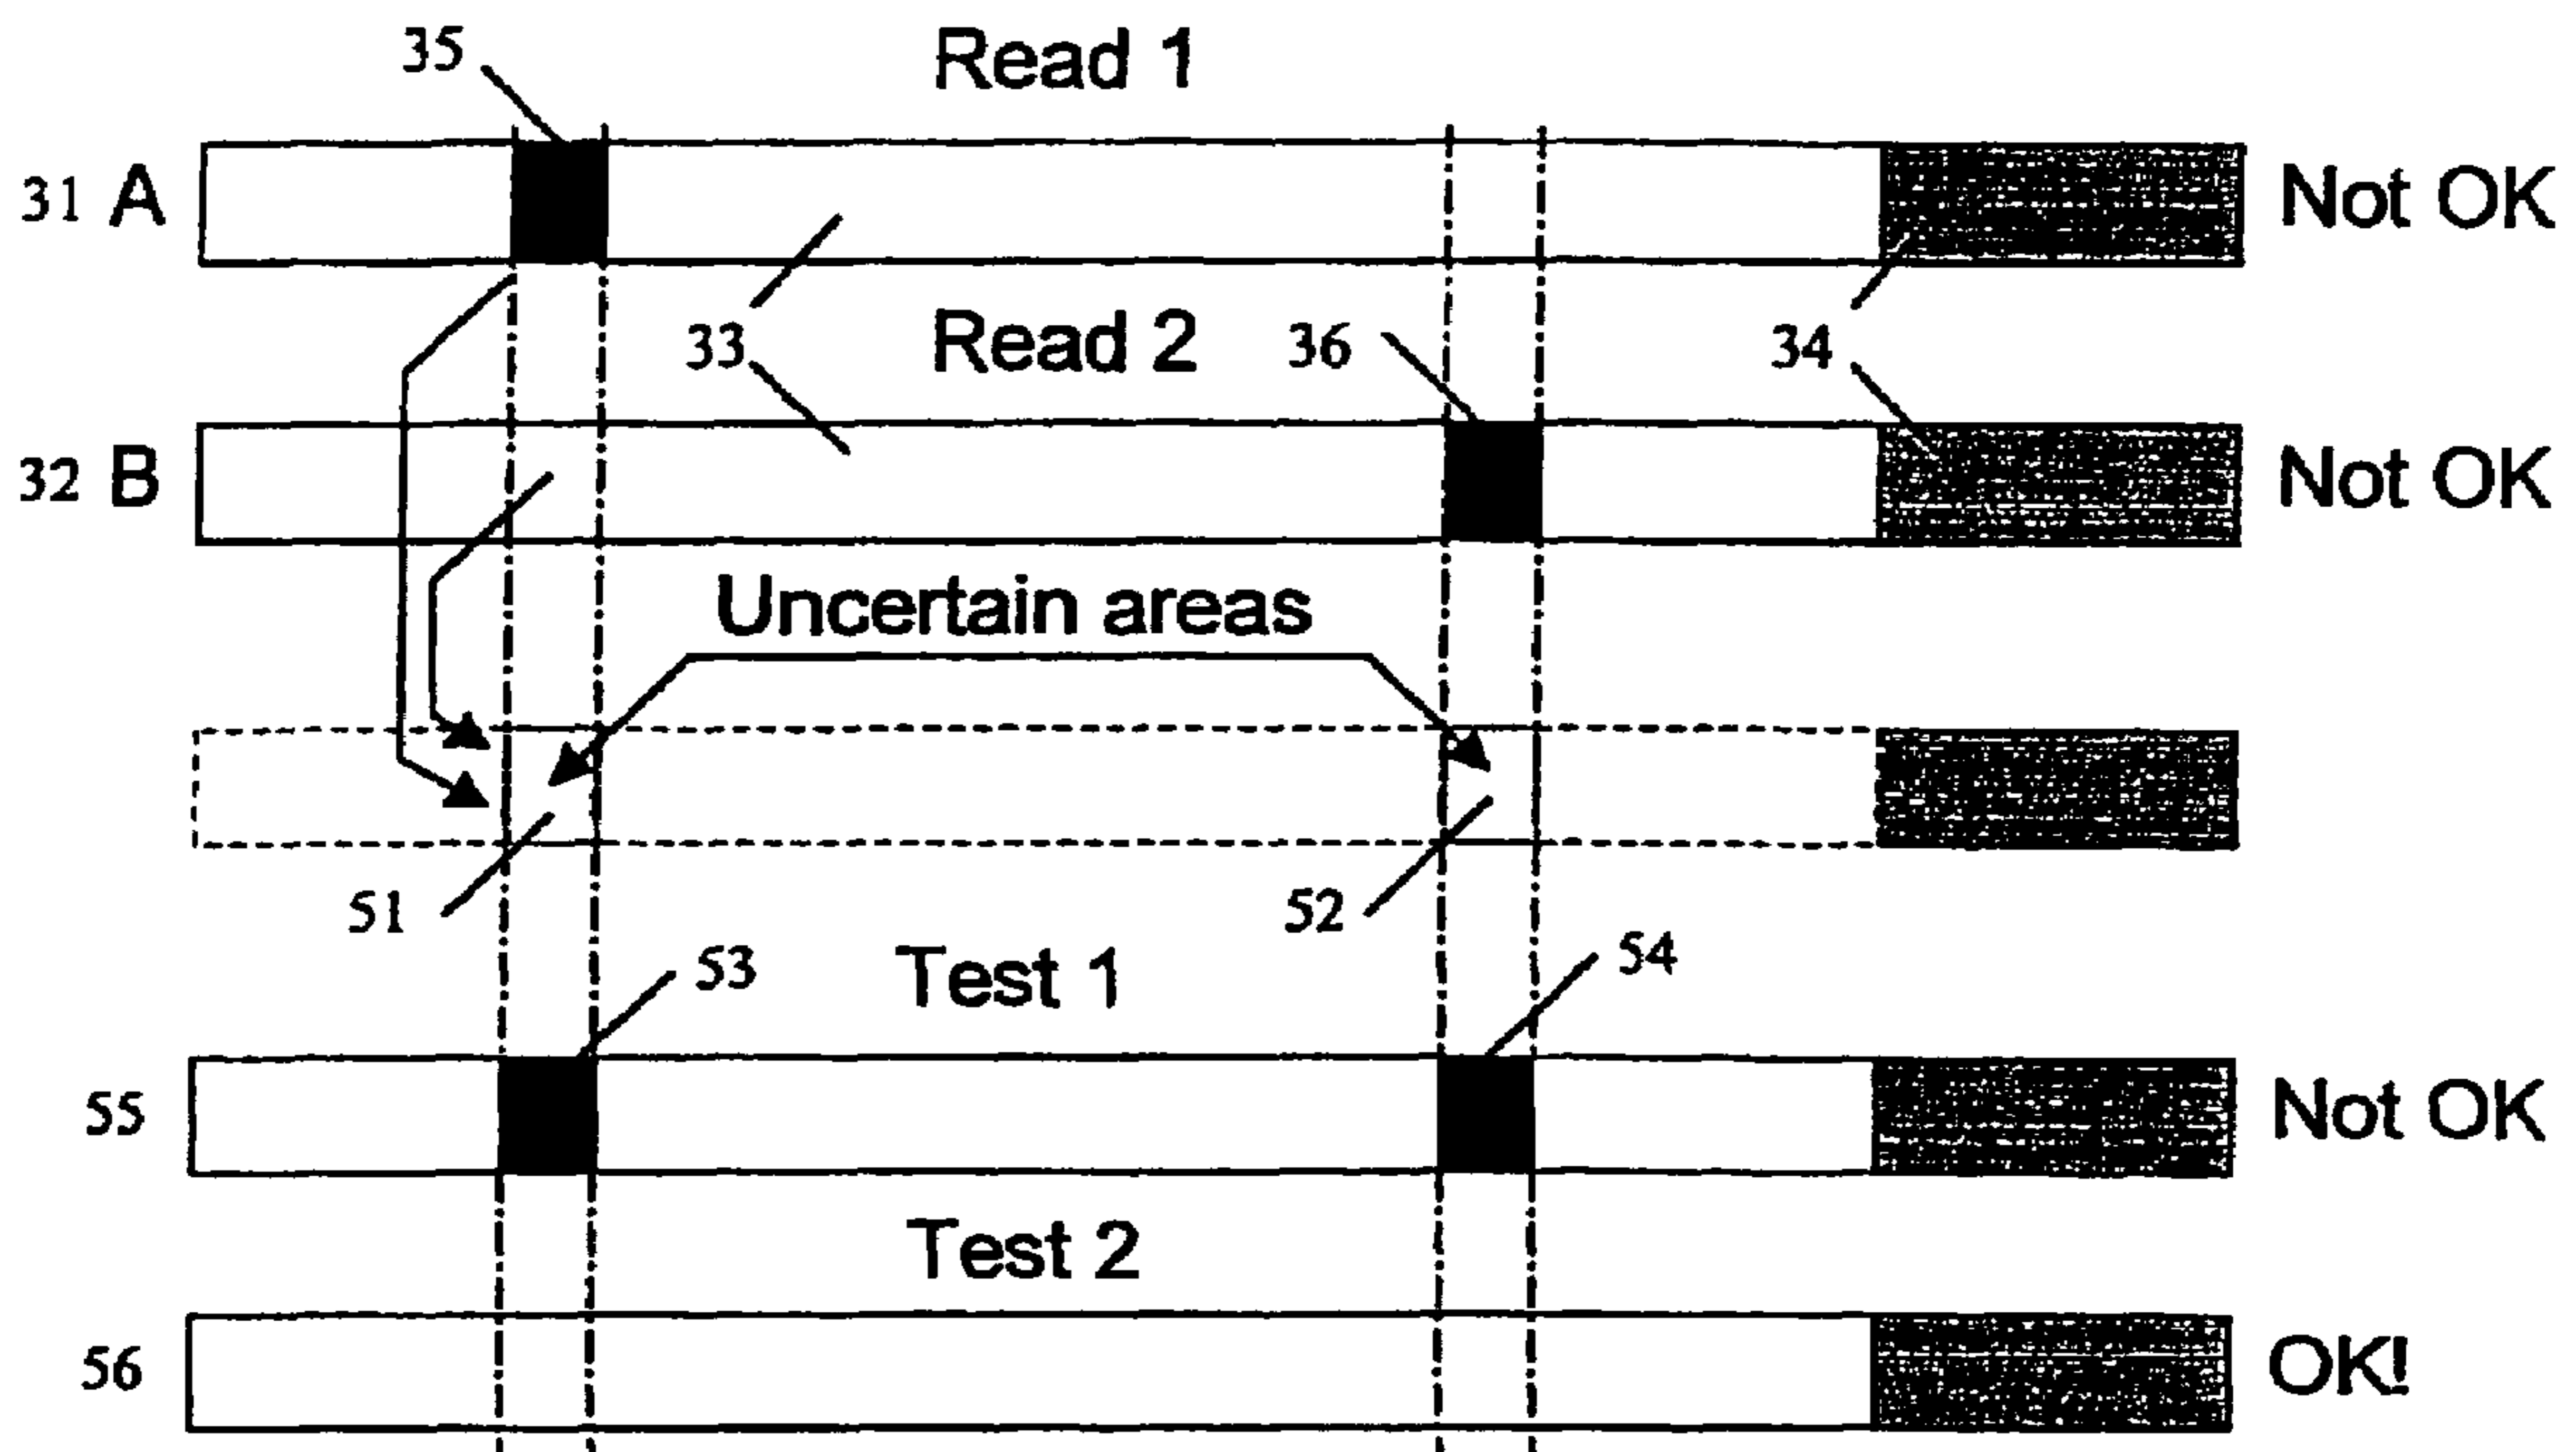 35 Read 1
31 A Not OK
33 Read 2 36 34
32 B Not OK
Uncertain areas
51 52
Test 1 53 54
55 Not OK
Test 2
56 OK!